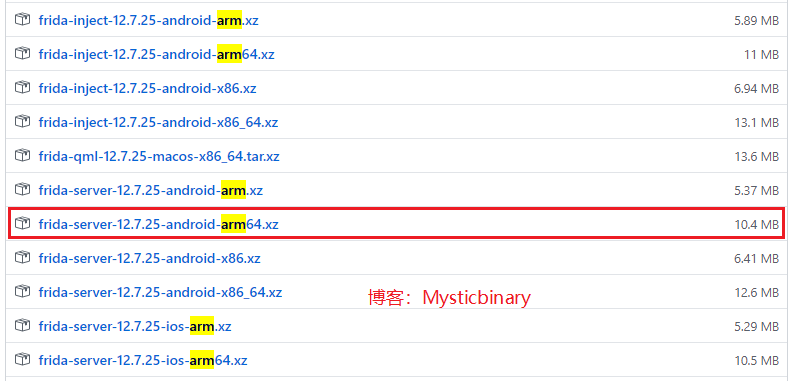 frida-inject-12.7.25-android-arm.xz 5.89 MB
frida-inject-12.7.25-android-arm64.xz 11 MB
frida-inject-12.7.25-android-x86.xz 6.94 MB
frida-inject-12.7.25-android-x86_64.xz 13.1 MB
frida-qml-12.7.25-macos-x86_64.tar.xz 13.6 MB
frida-server-12.7.25-android-arm.xz 5.37 MB
frida-server-12.7.25-android-arm64.xz 10.4 MB
frida-server-12.7.25-android-x86.xz 6.41 MB
frida-server-12.7.25-android-x86_64.xz 12.6 MB
博客：Mysticbinary
frida-server-12.7.25-ios-arm.xz 5.29 MB
frida-server-12.7.25-ios-arm64.xz 10.5 MB